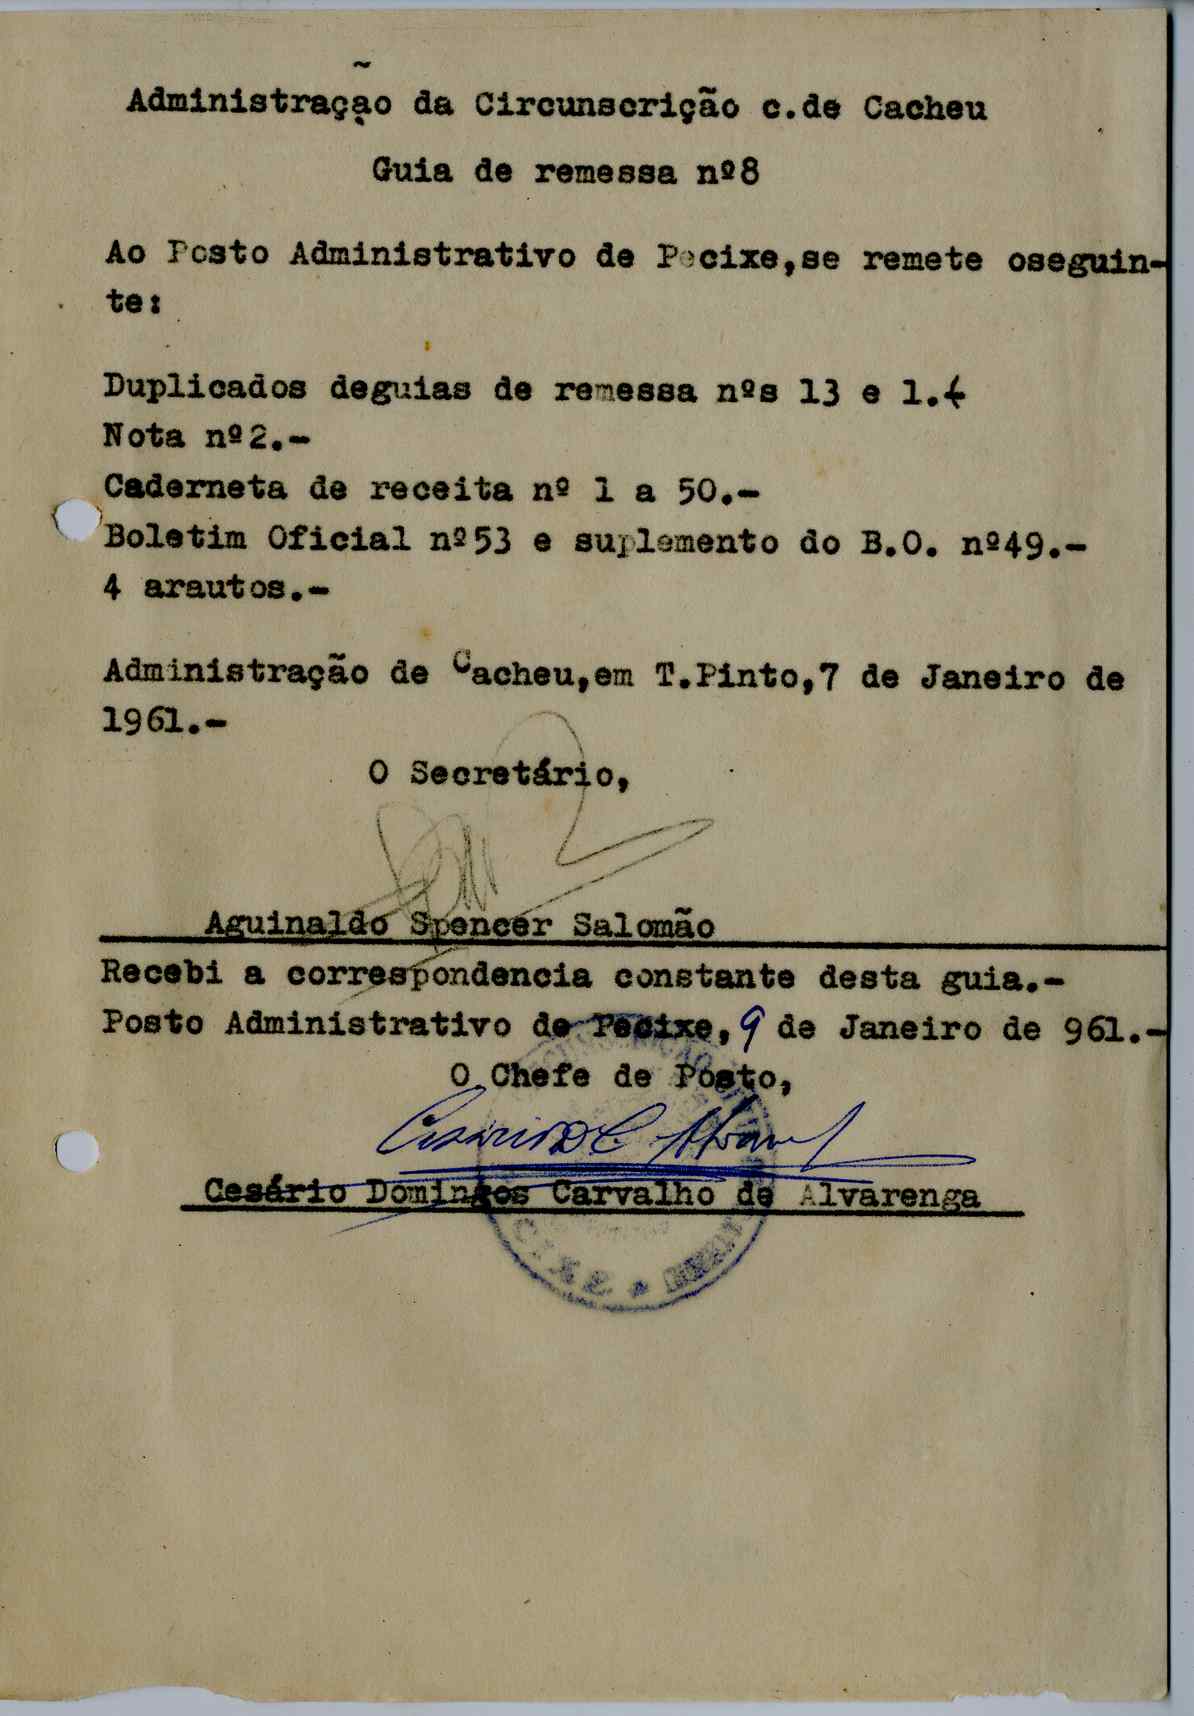 Administração da Circunscrição c.de Cacheu
Guia de remessa nº8
Ao Posto Administrativo de Pecixe,se remete oseguin-
te:
Duplicados deguias de remessa nºs 13 e 1.
Nota nº2.-
Caderneta de receita nº 1 a 50.-
Boletim Oficial nº53 e suplemento do B.O. nº49.-
4 arautos.-
Administração de Cacheu,em T.Pinto,7 de Janeiro de
1961.-
O Secretário,
Aguinaldo Spencer Salomão
Recebi a correspondencia constante desta guia.-
Posto Administrativo de Pecixe,9 de Janeiro de 961.-
O Chefe de Posto,
Cesário Domingos Carvalho de Alvarenga